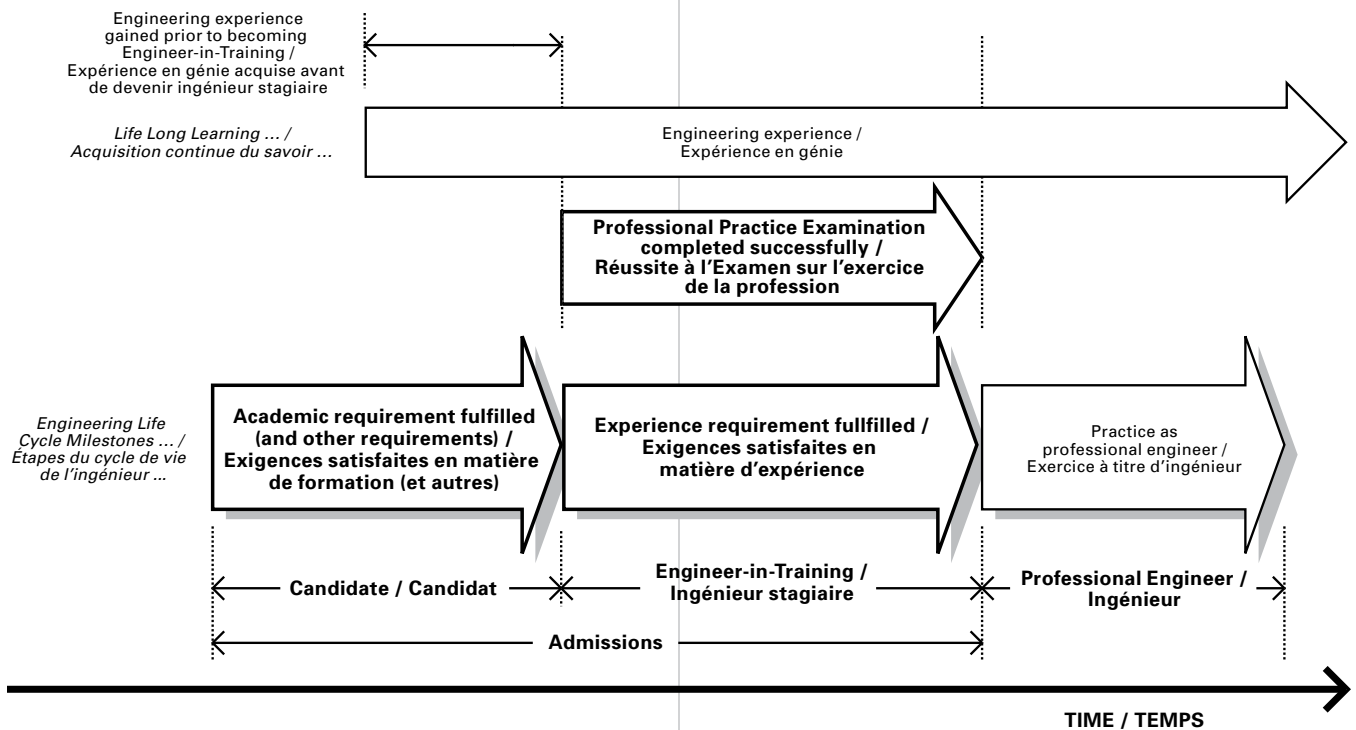 Engineering experience
gained prior to becoming
Engineer-in-Training /
Expérience en génie acquise avant
de devenir ingénieur stagiaire
Life Long Learning ... /
Acquisition continue du savoir ...
Engineering experience /
Expérience en génie
Professional Practice Examination
completed successfully /
Réussite à l'Examen sur l'exercice
de la profession
Engineering Life
Cycle Milestones ... /
Étapes du cycle de vie
de l'ingénieur ...
Academic requirement fulfilled
(and other requirements) /
Exigences satisfaites en matière
de formation (et autres)
Experience requirement fullfilled /
Exigences satisfaites en
matière d'expérience
Practice as
professional engineer /
Exercice à titre d'ingénieur
Candidate / Candidat
Engineer-in-Training /
Ingénieur stagiaire
Professional Engineer /
Ingénieur
Admissions
TIME / TEMPS